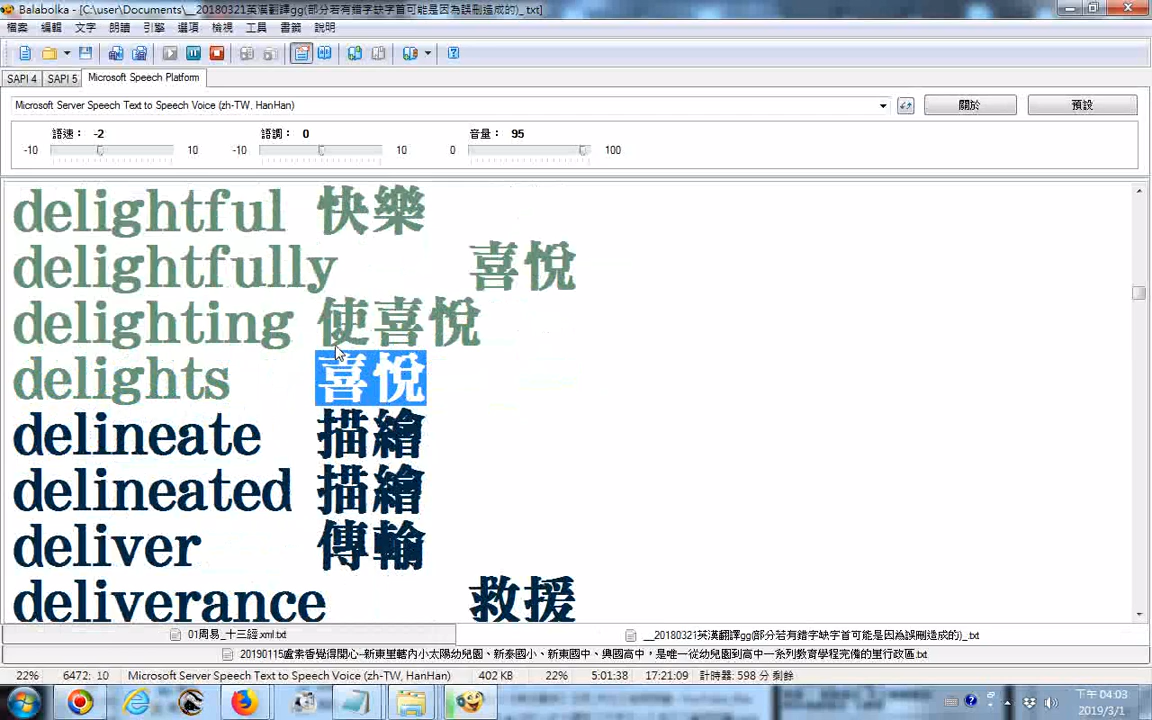 Balabolka - [C:\user\Documents\__20180321英漢翻譯gg(部分若有錯字缺字首可能是因為誤刪造成的)_.txt]
檔案 編輯 文字 朗讀 引擎 選項 檢視 工具 書籤 說明
SAPI 4 SAPI 5 Microsoft Speech Platform
Microsoft Server Speech Text to Speech Voice (zh-TW, HanHan) 關於 預設
語速： -2 語調： 0 音量： 95
-10 10 -10 10 0 100
delightful 快樂
delightfully 喜悅
delighting 使喜悅
delights 喜悅
delineate 描繪
delineated 描繪
deliver 傳輸
deliverance 救援
01周易_十三經.xml.txt __20180321英漢翻譯gg(部分若有錯字缺字首可能是因為誤刪造成的)_.txt
20190115盧素香覺得開心-新東里轄內小太陽幼兒園、新泰國小、新東國中、興國高中，是唯一從幼兒園到高中一系列教育學程完備的里行政區.txt
22% 6472: 10 Microsoft Server Speech Text to Speech Voice (zh-TW, HanHan) 402 KB 22% 5:01:38 17:21:09 計時器: 598 分 剩餘
下午 04:03
2019/3/1